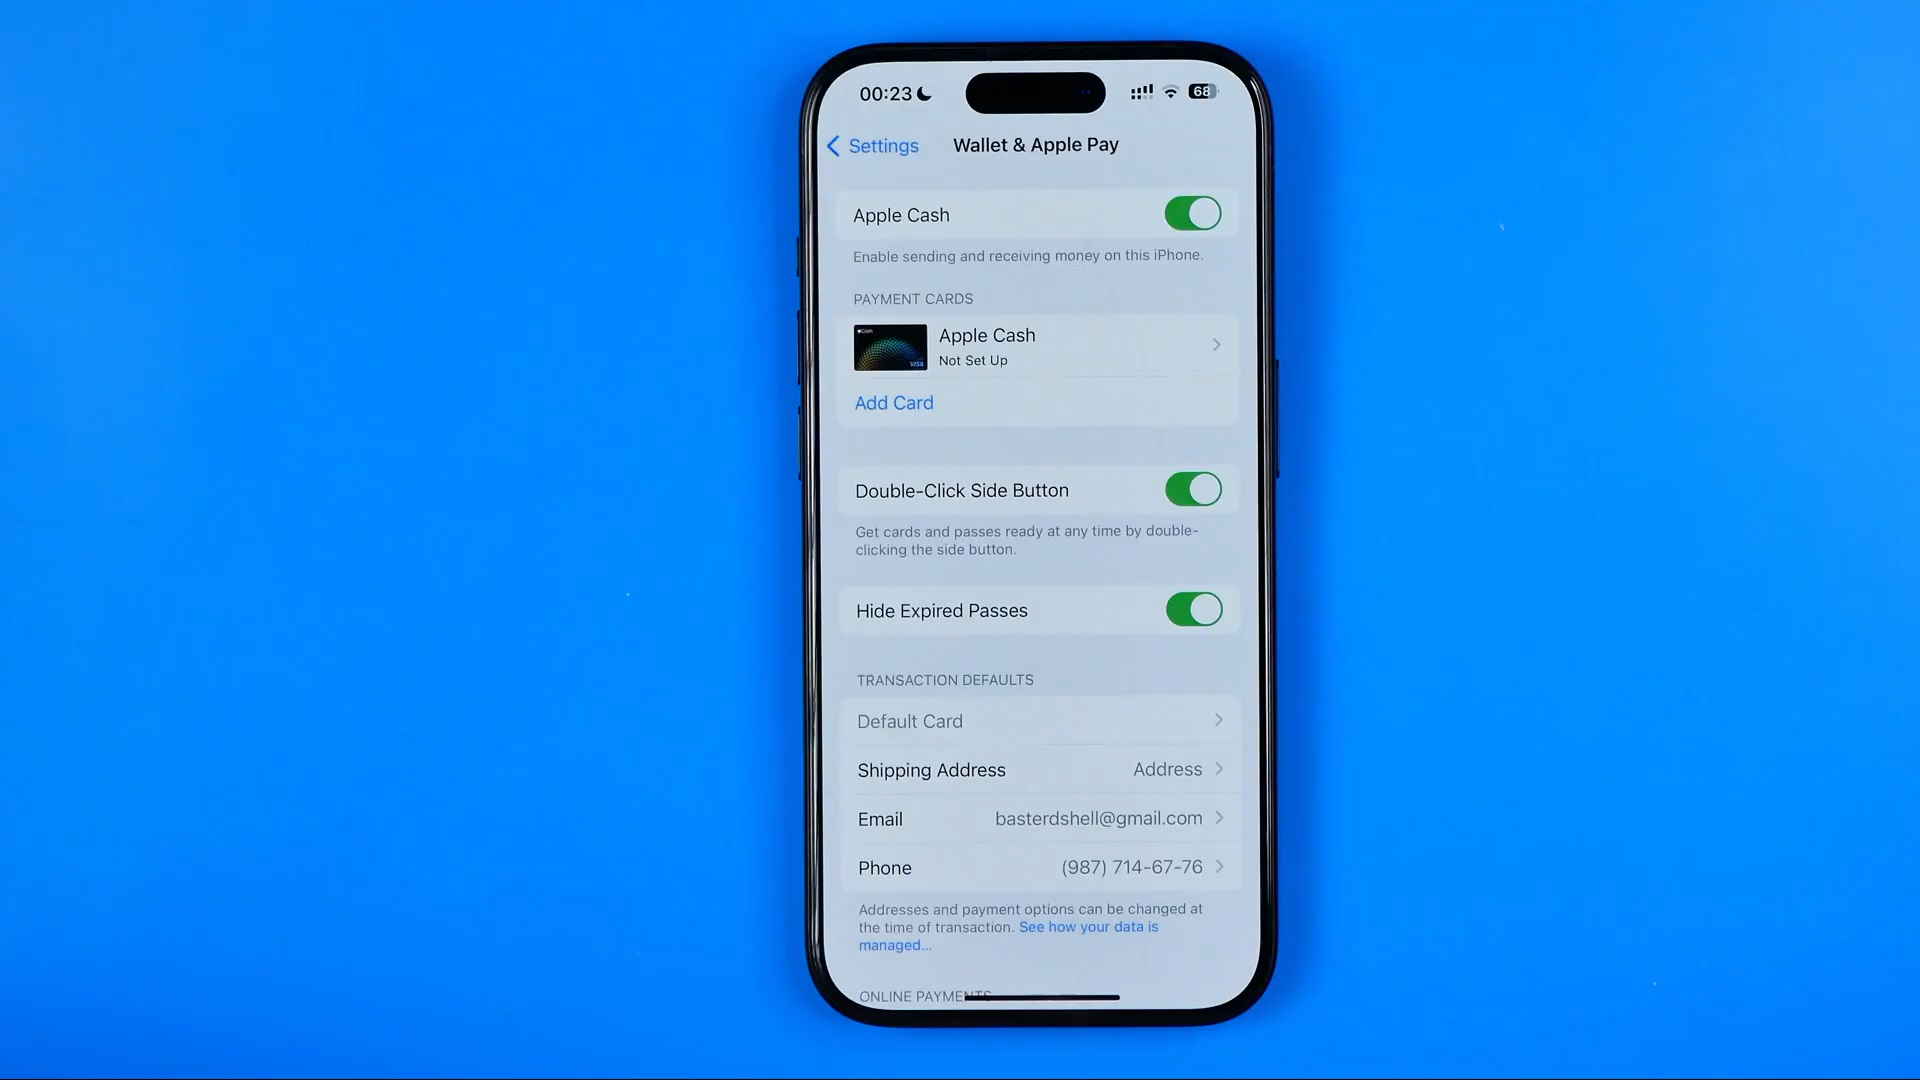 00:23
68
Settings
Wallet & Apple Pay
Apple Cash
Enable sending and receiving money on this iPhone.
PAYMENT CARDS
Cash
VISA
Apple Cash
Not Set Up
Add Card
Double-Click Side Button
Get cards and passes ready at any time by double-
clicking the side button.
Hide Expired Passes
TRANSACTION DEFAULTS
Default Card
Shipping Address Address
Email basterdshell@gmail.com
Phone (987) 714-67-76
Addresses and payment options can be changed at
the time of transaction. See how your data is
managed...
ONLINE PAYMENTS